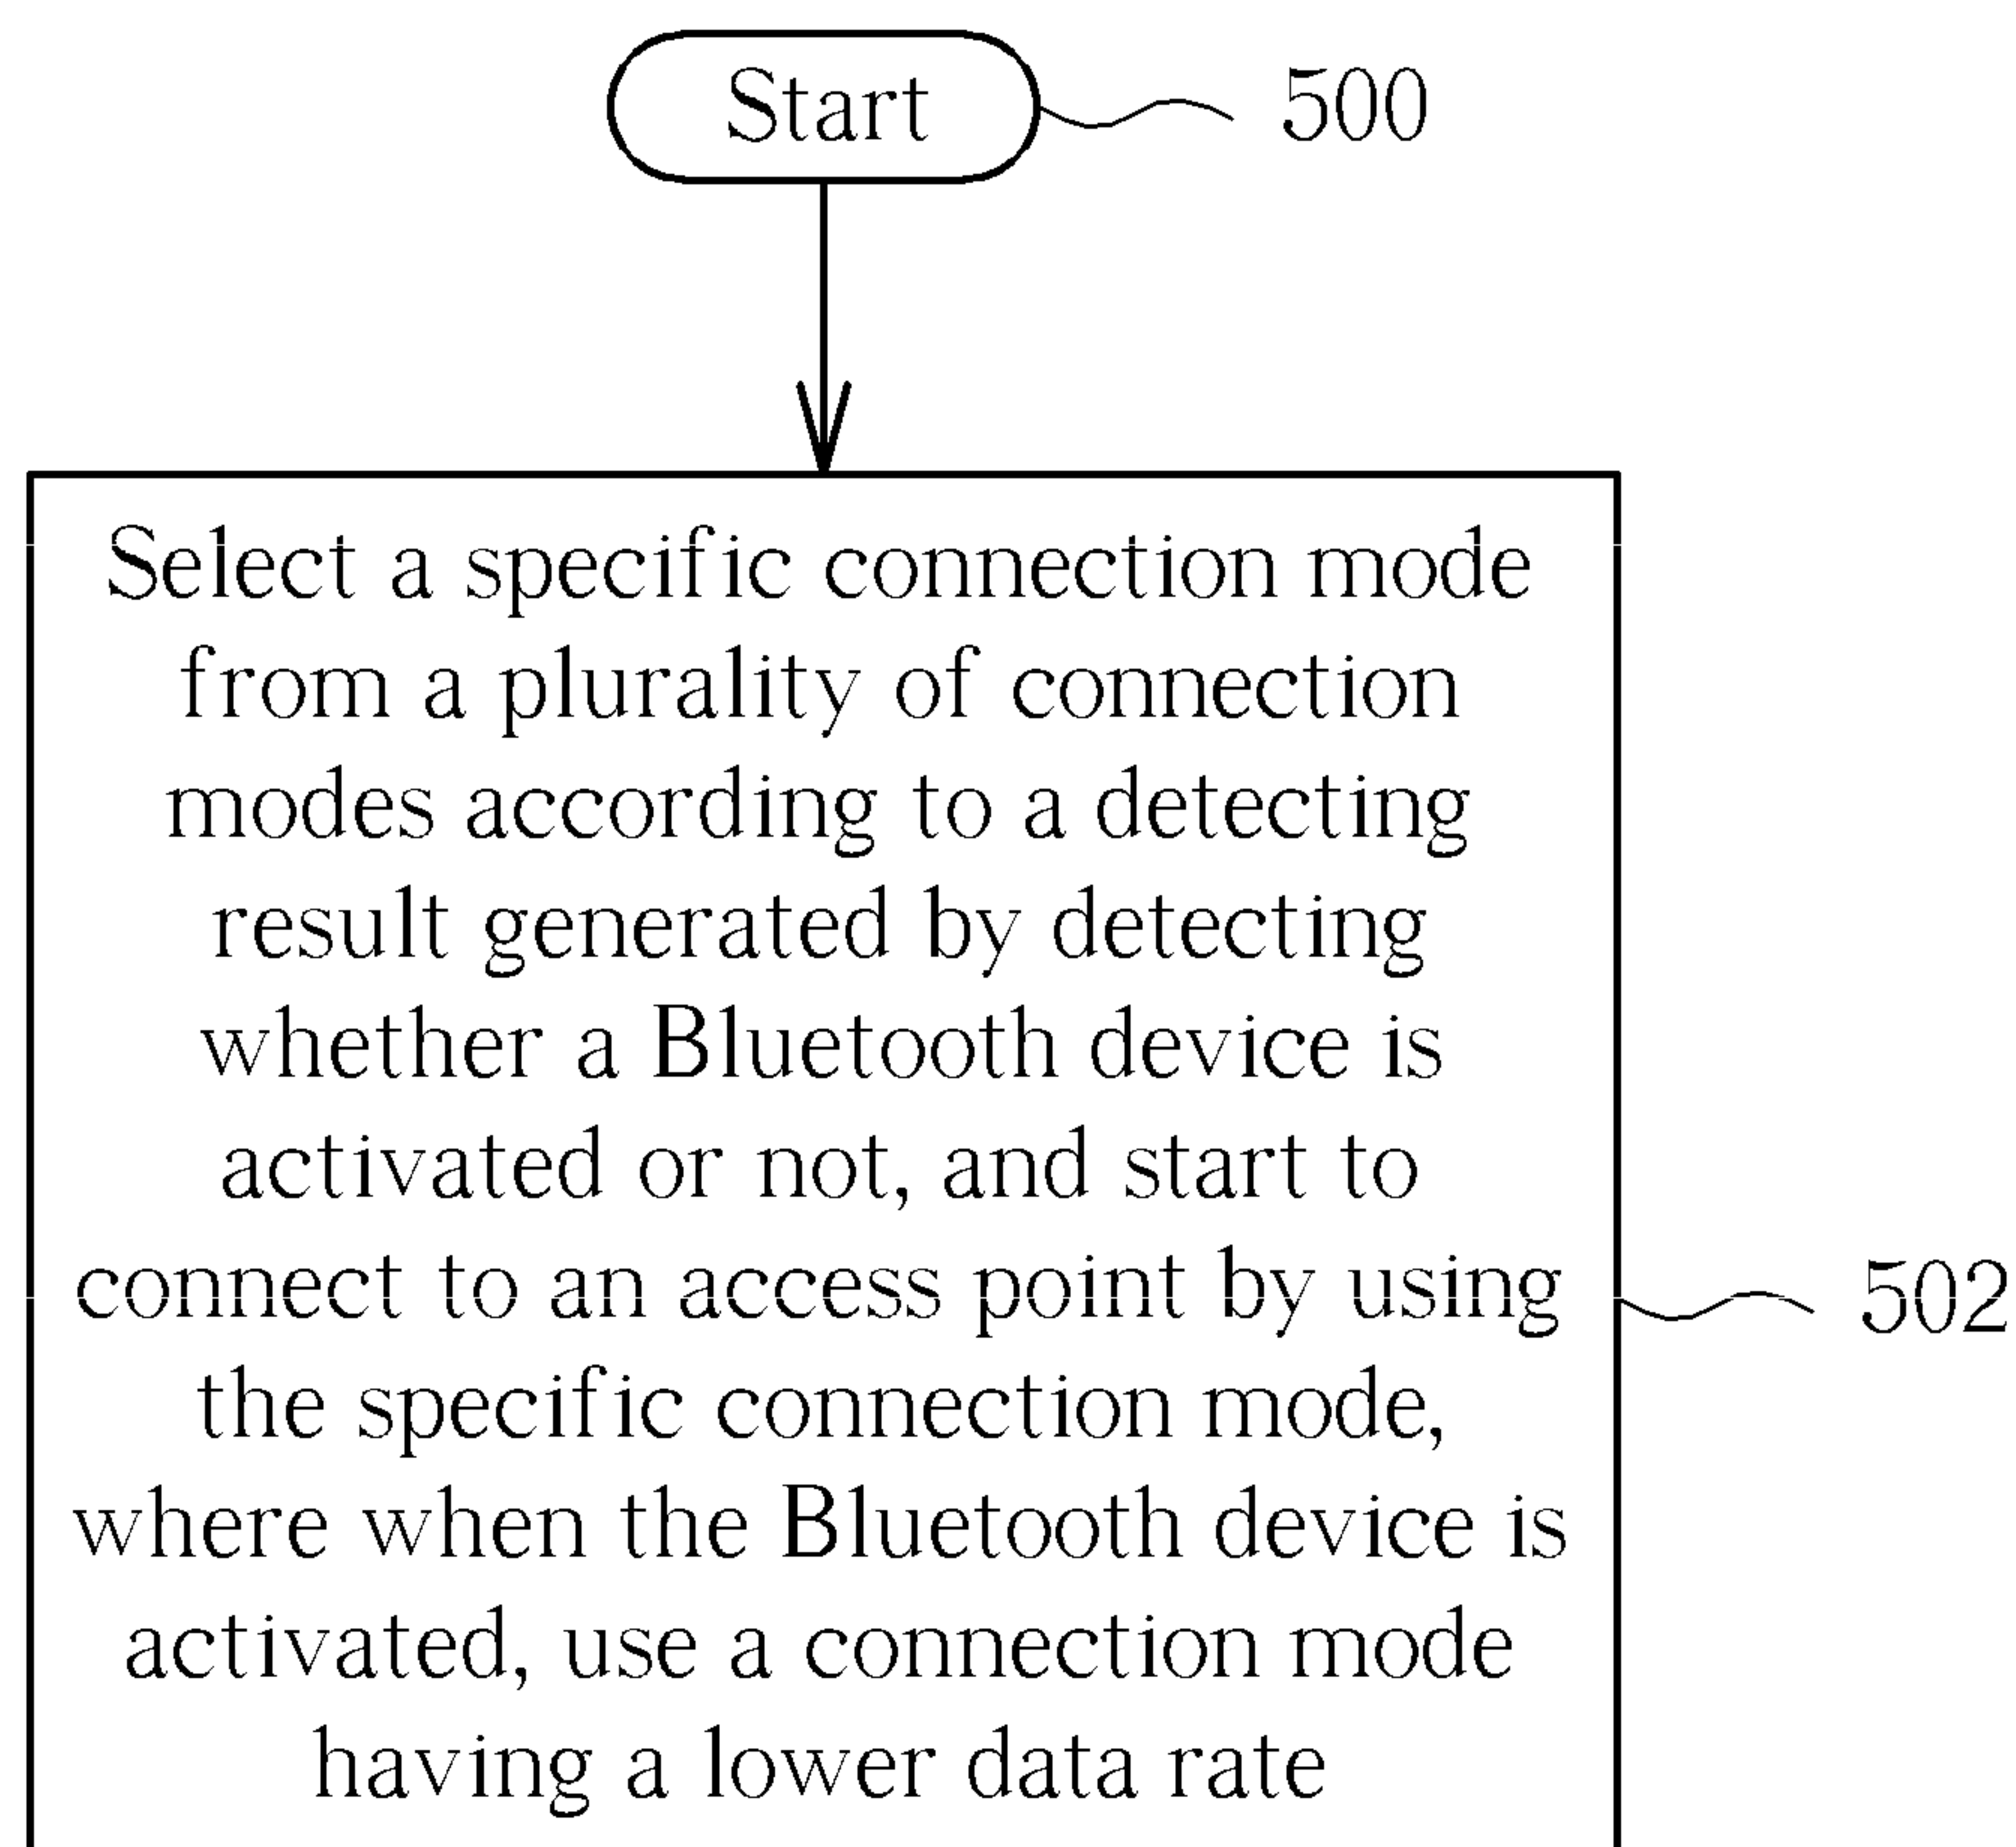 Start
500
Select a specific connection mode
from a plurality of connection
modes according to a detecting
result generated by detecting
whether a Bluetooth device is
activated or not, and start to
connect to an access point by using
502
the specific connection mode,
where when the Bluetooth device is
activated, use a connection mode
having a lower data rate